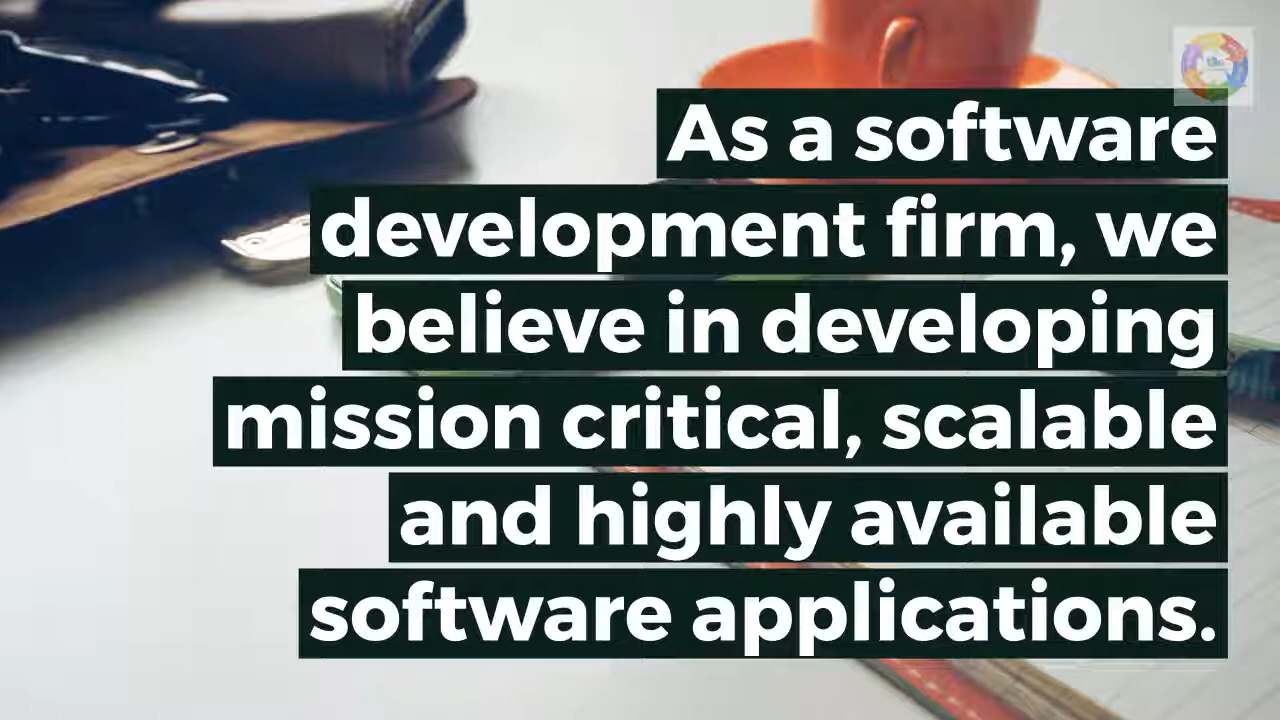 As a software
development firm, we
believe in developing
mission critical, scalable
and highly available
software applications.